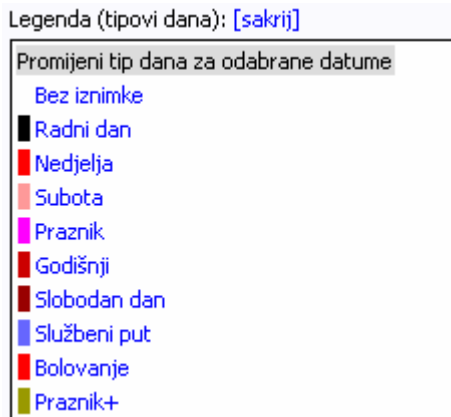 Legenda (tipovi dana): [sakrij]
Promijeni tip dana za odabrane datume
Bez iznimke
Radni dan
Nedjelja
Subota
Praznik
Godišnji
Slobodan dan
Službeni put
Bolovanje
Praznik+